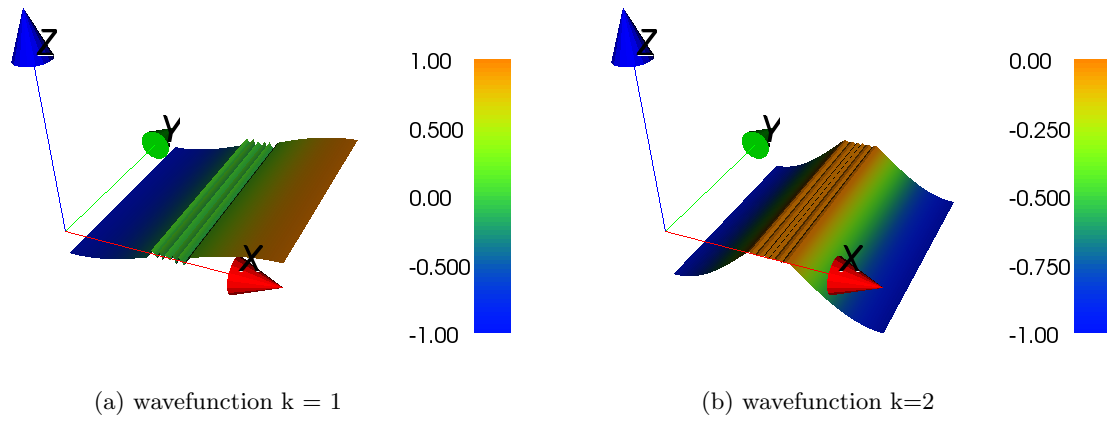 Z
Y
X
1.00
0.500
0.00
-0.500
-1.00
(a) wavefunction k = 1
Z
Y
X
0.00
-0.250
-0.500
-0.750
-1.00
(b) wavefunction k=2